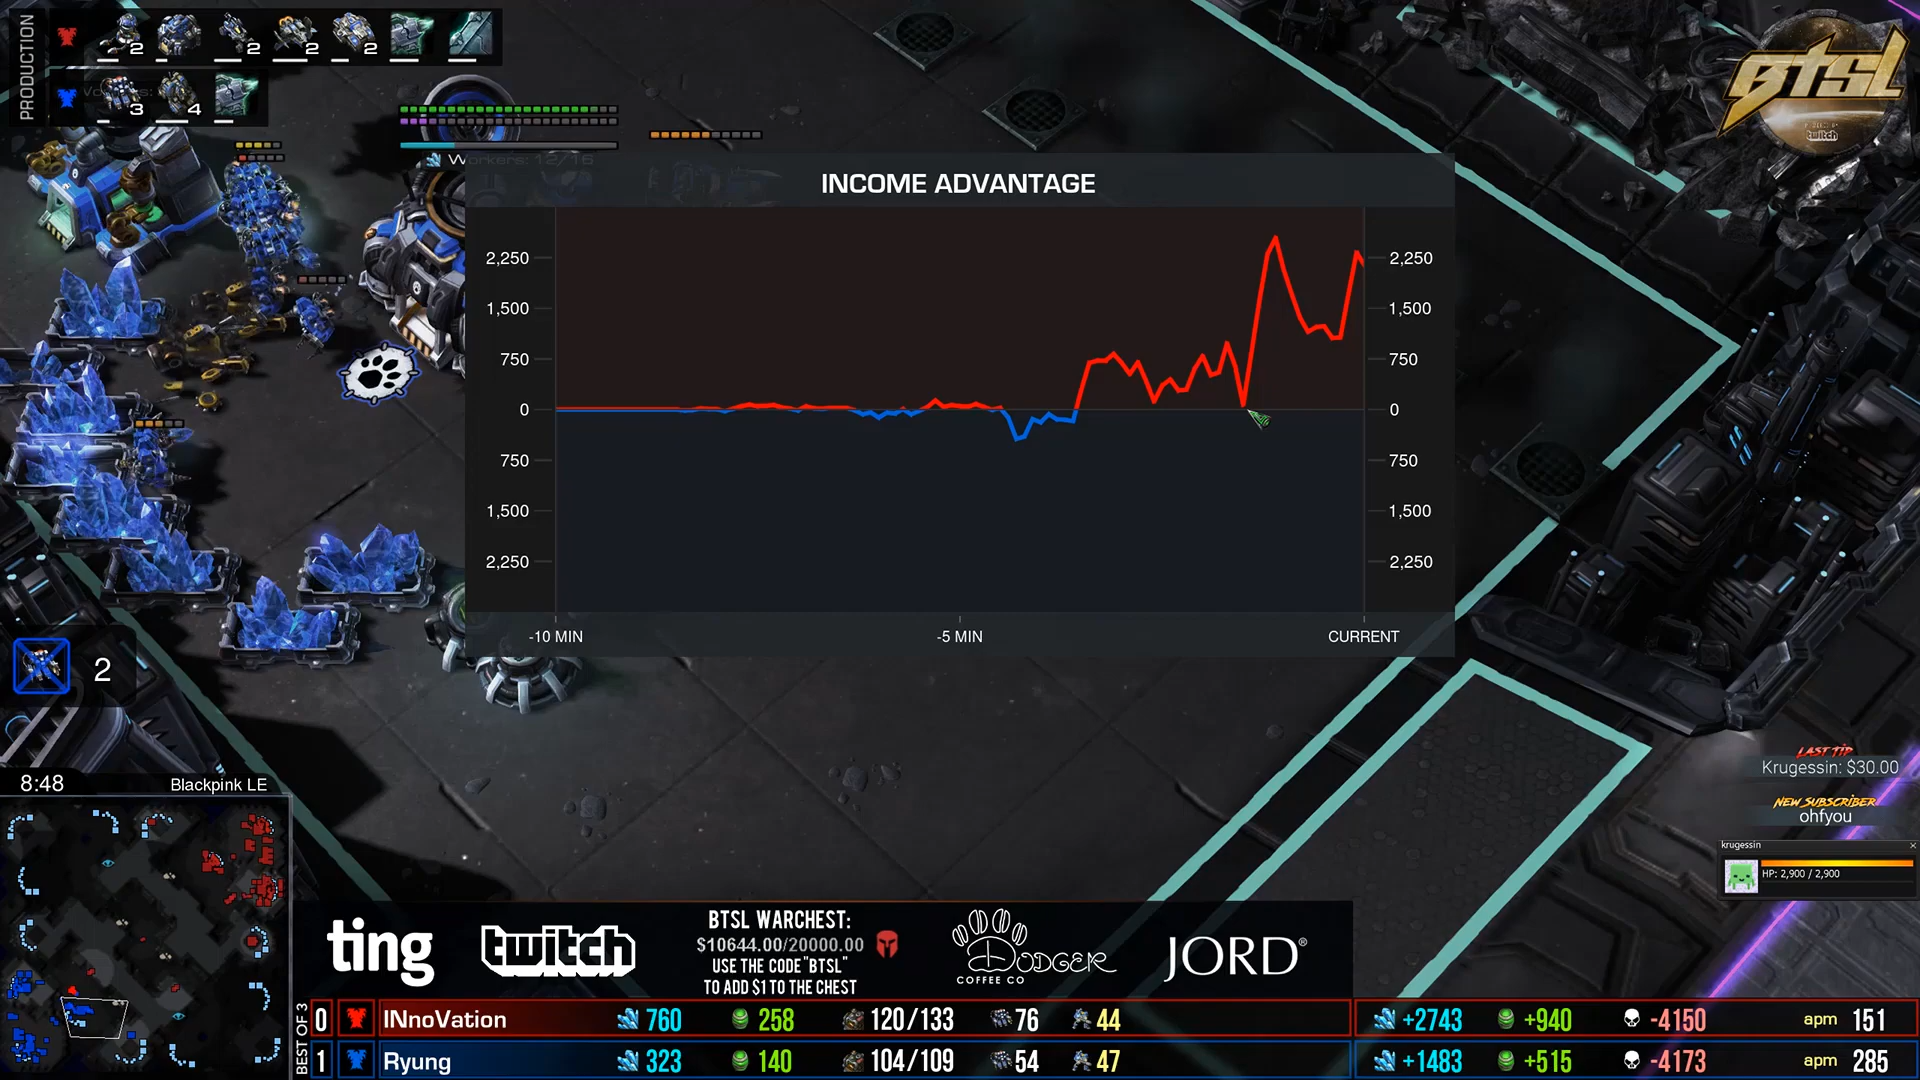 PRODUCTION
2
2
2
2
3
4
BTSL
twitch
Workers: 12/16
INCOME ADVANTAGE
2,250
1,500
750
0
750
1,500
2,250
2,250
1,500
750
0
750
1,500
2,250
-10 MIN
-5 MIN
CURRENT
2
8:48
Blackpink LE
LAST TIP
Krugessin: $30.00
NEW SUBSCRIBER
ohfyou
krugessin
HP: 2,900 / 2,900
ting
twitch
BTSL WARCHEST:
$10644.00/20000.00
USE THE CODE "BTSL"
TO ADD $1 TO THE CHEST
DODGER
COFFEE CO
JORD®
BEST OF 3
0 INnoVation 760 258 120/133 76 44 +2743 +940 -4150 apm 151
1 Ryung 323 140 104/109 54 47 +1483 +515 -4173 apm 285